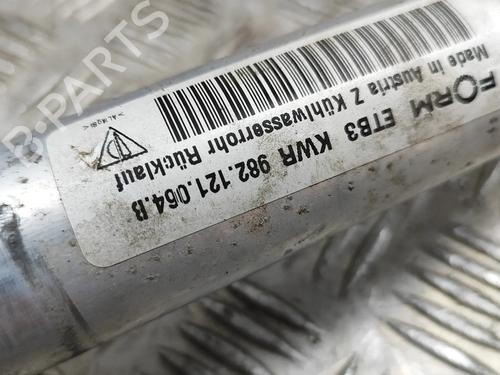 FORM ETB3 KWR 982.121.064.B
Made in Austria Z Kühlwasserrohr Rücklauf
B-PARTS